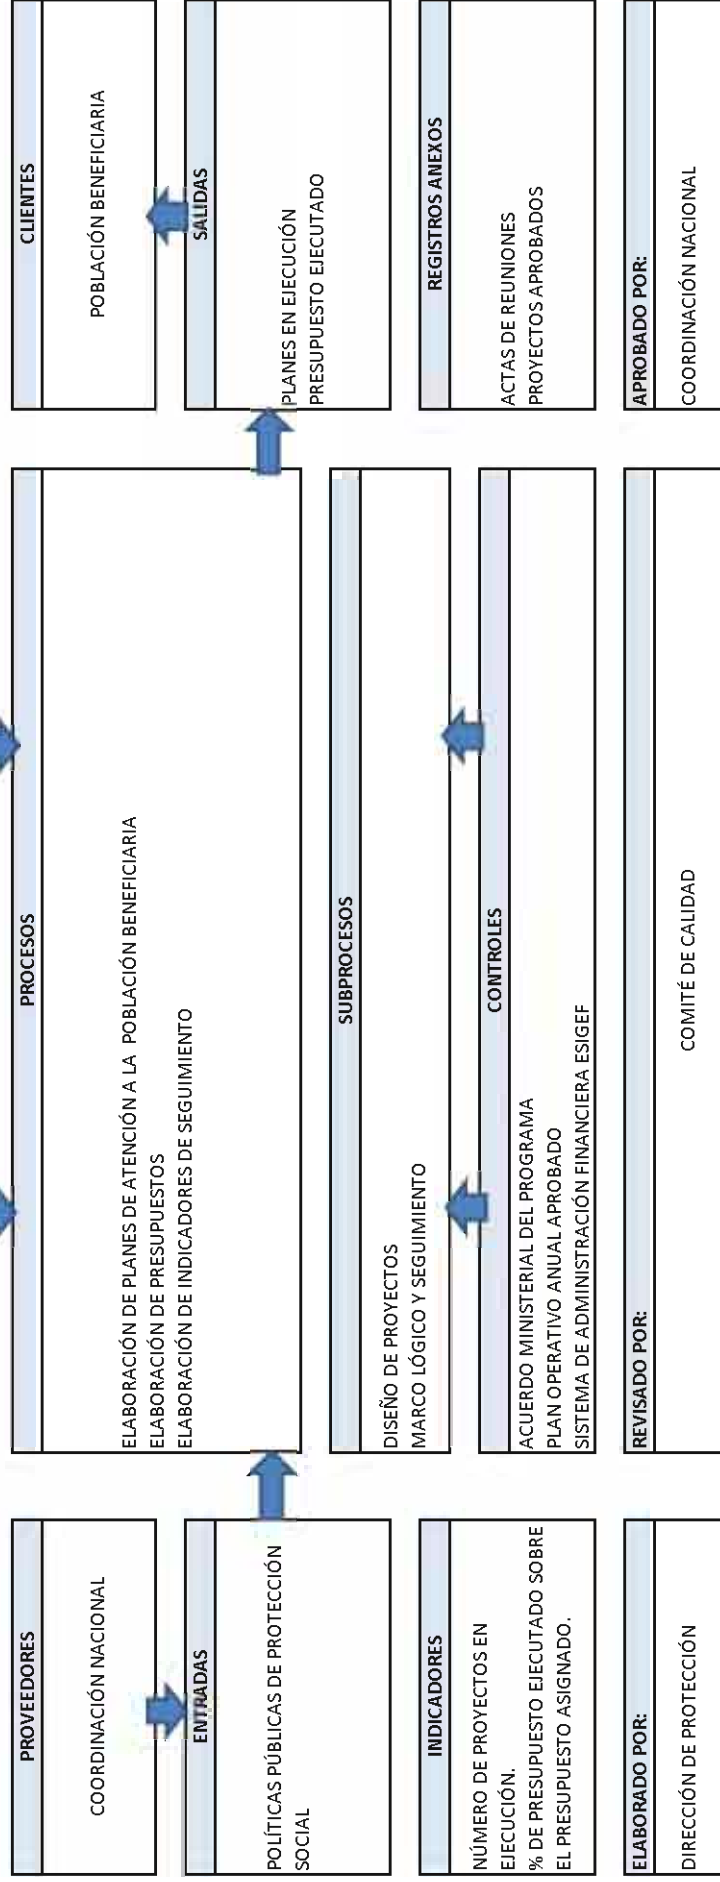 PROVEEDORES
COORDINACIÓN NACIONAL
ENTRADAS
POLÍTICAS PÚBLICAS DE PROTECCIÓN
SOCIAL
INDICADORES
NÚMERO DE PROYECTOS EN
EJECUCIÓN.
% DE PRESUPUESTO EJECUTADO SOBRE
EL PRESUPUESTO ASIGNADO.
ELABORADO POR:
DIRECCIÓN DE PROTECCIÓN
PROCESOS
ELABORACIÓN DE PLANES DE ATENCIÓN A LA POBLACIÓN BENEFICIARIA
ELABORACIÓN DE PRESUPUESTOS
ELABORACIÓN DE INDICADORES DE SEGUIMIENTO
SUBPROCESOS
DISEÑO DE PROYECTOS
MARCO LÓGICO Y SEGUIMIENTO
CONTROLES
ACUERDO MINISTERIAL DEL PROGRAMA
PLAN OPERATIVO ANUAL APROBADO
SISTEMA DE ADMINISTRACIÓN FINANCIERA ESIGEF
REVISADO POR:
COMITÉ DE CALIDAD
CLIENTES
POBLACIÓN BENEFICIARIA
SALIDAS
PLANES EN EJECUCIÓN
PRESUPUESTO EJECUTADO
REGISTROS ANEXOS
ACTAS DE REUNIONES
PROYECTOS APROBADOS
APROBADO POR:
COORDINACIÓN NACIONAL